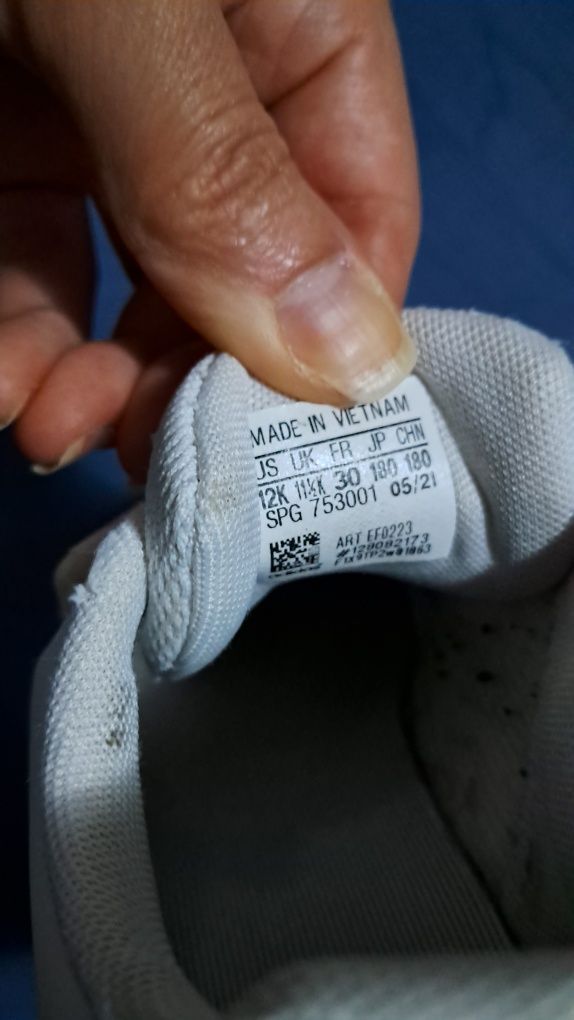 MADE IN VIETNAM
US UK FR JP CHN
12K 11½K 30 180 180
SPG 753001 05/21
ART EF0223
#129082173